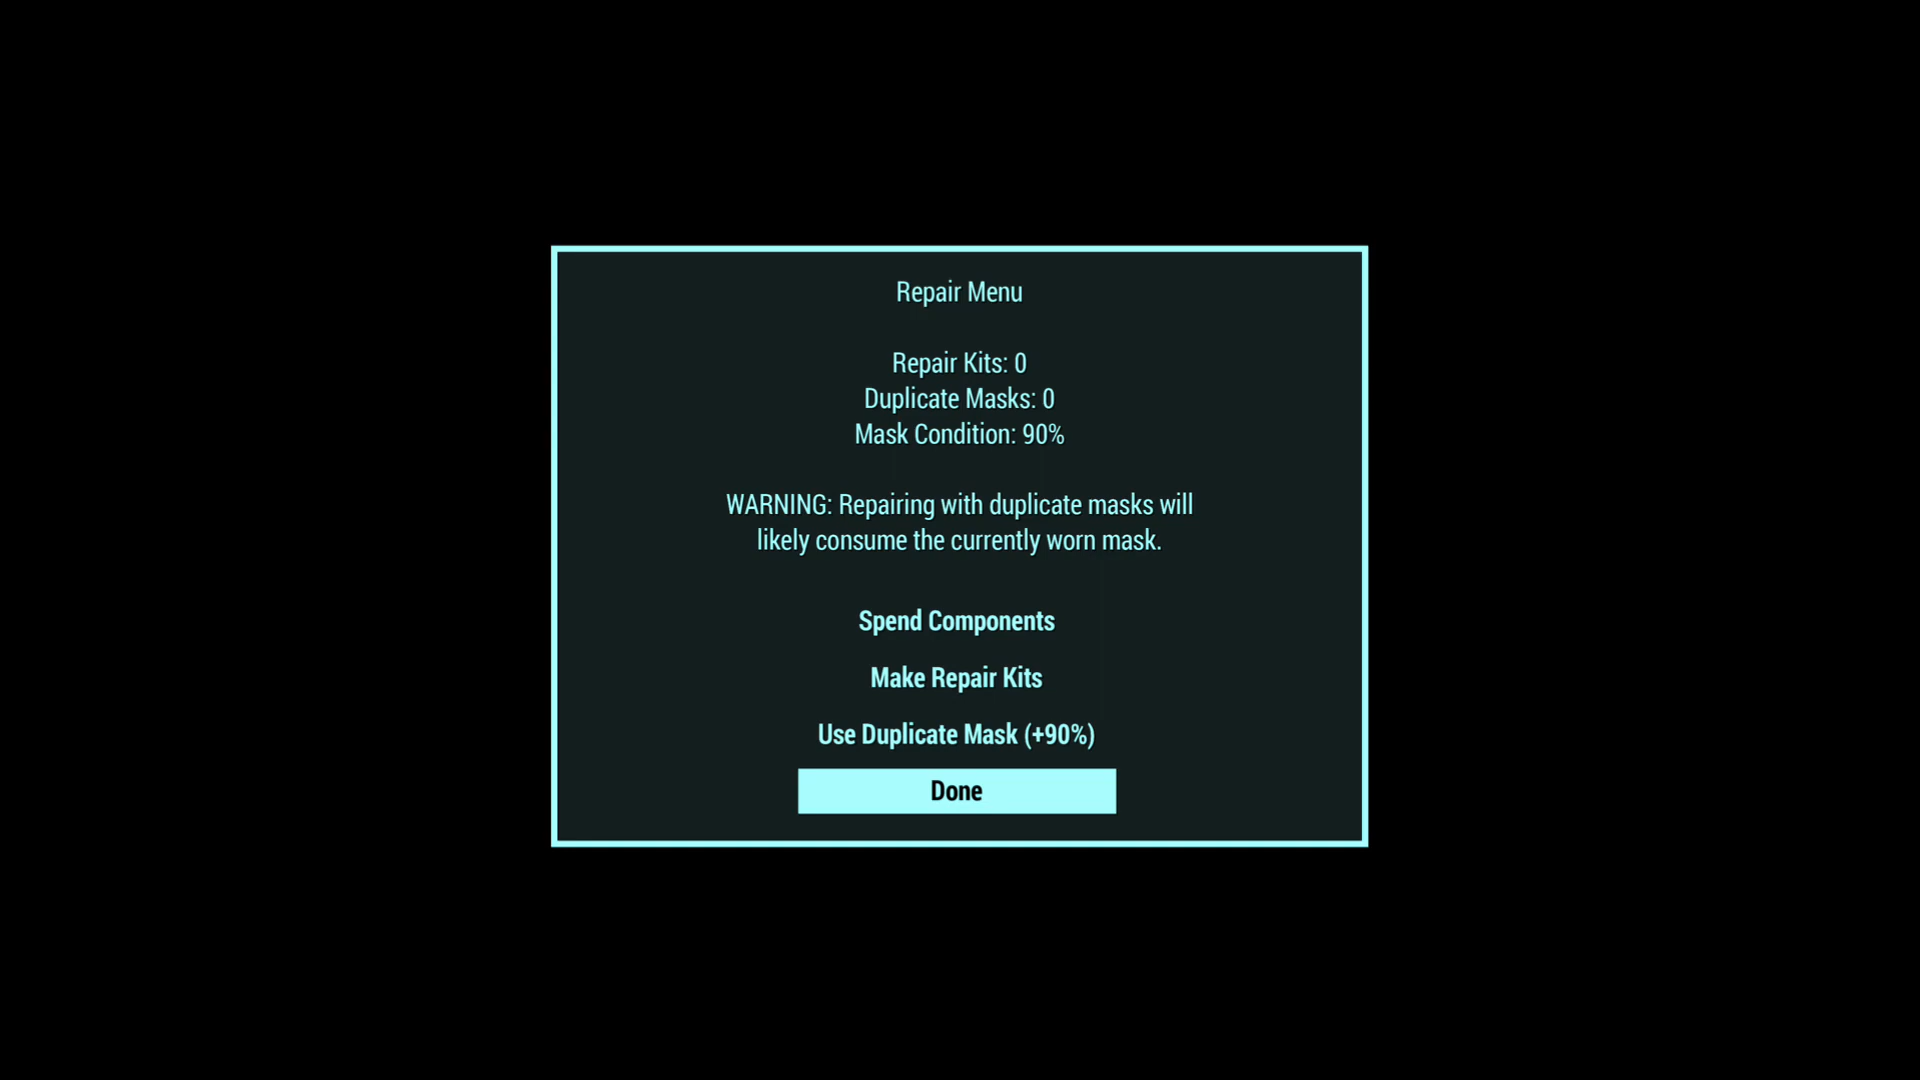 Repair Menu
Repair Kits: 0
Duplicate Masks: 0
Mask Condition: 90%
WARNING: Repairing with duplicate masks will
likely consume the currently worn mask.
Spend Components
Make Repair Kits
Use Duplicate Mask (+90%)
Done